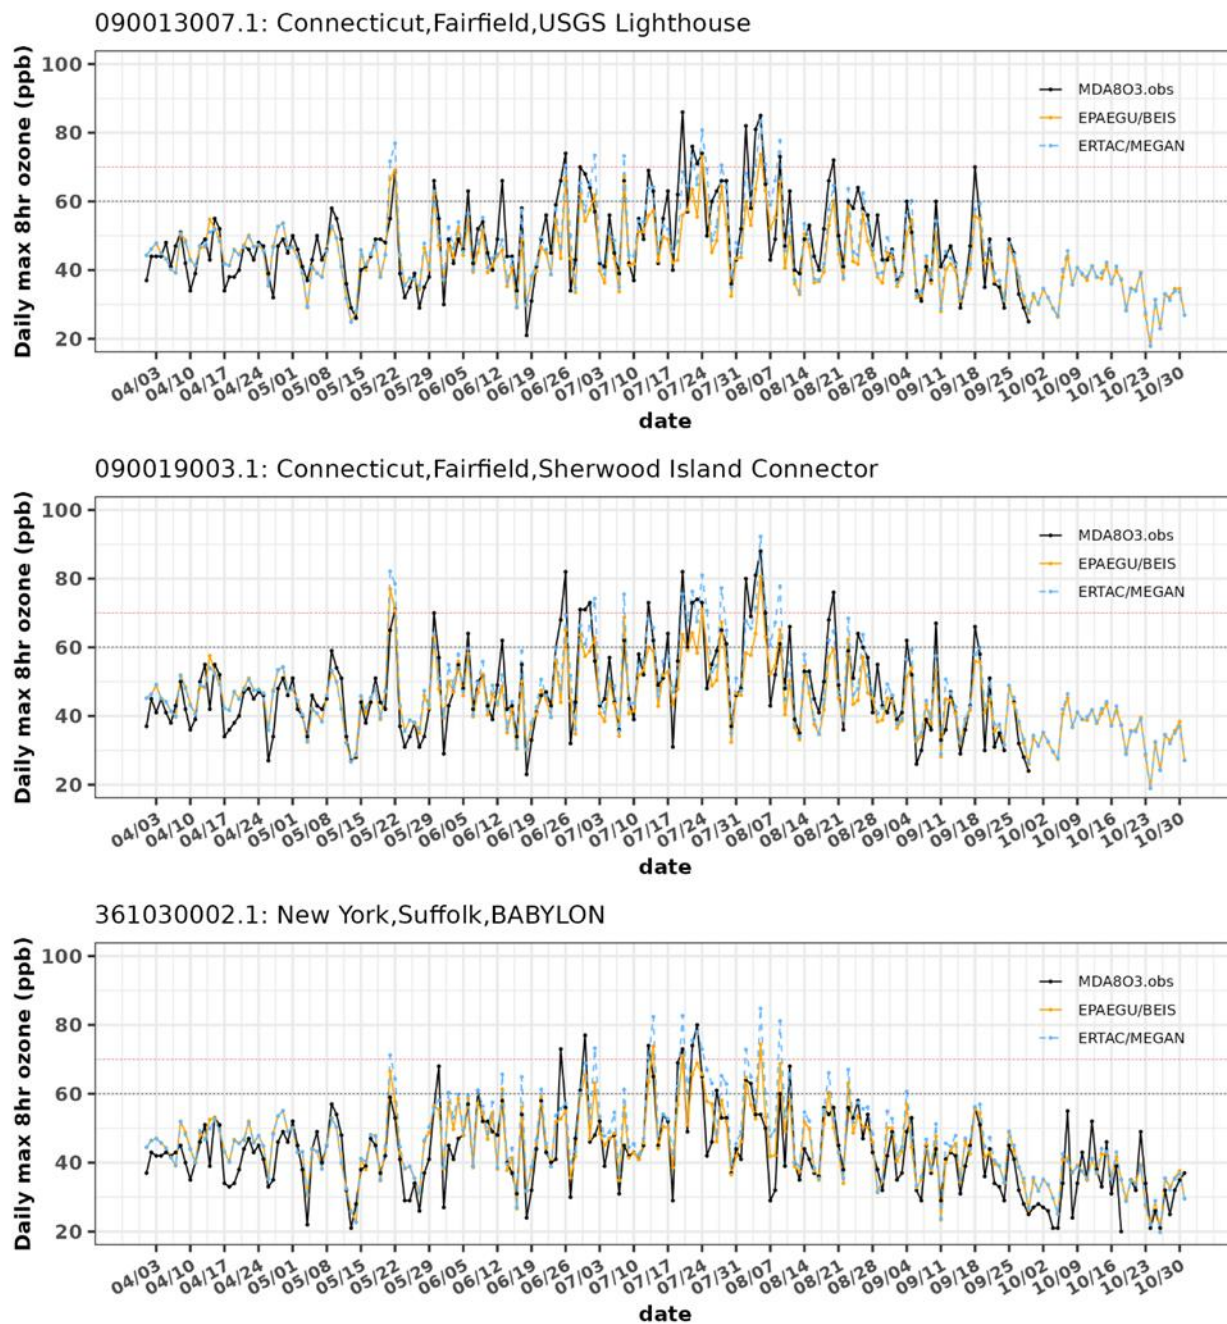 090013007.1: Connecticut,Fairfield,USGS Lighthouse
Daily max 8hr ozone (ppb)
100
80
60
40
20
MDA8O3.obs
EPAEGU/BEIS
ERTAC/MEGAN
04/03 04/10 04/17 04/24 05/01 05/08 05/15 05/22 05/29 06/05 06/12 06/19 06/26 07/03 07/10 07/17 07/24 07/31 08/07 08/14 08/21 08/28 09/04 09/11 09/18 09/25 10/02 10/09 10/16 10/23 10/30
date
090019003.1: Connecticut,Fairfield,Sherwood Island Connector
Daily max 8hr ozone (ppb)
100
80
60
40
20
MDA8O3.obs
EPAEGU/BEIS
ERTAC/MEGAN
04/03 04/10 04/17 04/24 05/01 05/08 05/15 05/22 05/29 06/05 06/12 06/19 06/26 07/03 07/10 07/17 07/24 07/31 08/07 08/14 08/21 08/28 09/04 09/11 09/18 09/25 10/02 10/09 10/16 10/23 10/30
date
361030002.1: New York,Suffolk,BABYLON
Daily max 8hr ozone (ppb)
100
80
60
40
20
MDA8O3.obs
EPAEGU/BEIS
ERTAC/MEGAN
04/03 04/10 04/17 04/24 05/01 05/08 05/15 05/22 05/29 06/05 06/12 06/19 06/26 07/03 07/10 07/17 07/24 07/31 08/07 08/14 08/21 08/28 09/04 09/11 09/18 09/25 10/02 10/09 10/16 10/23 10/30
date